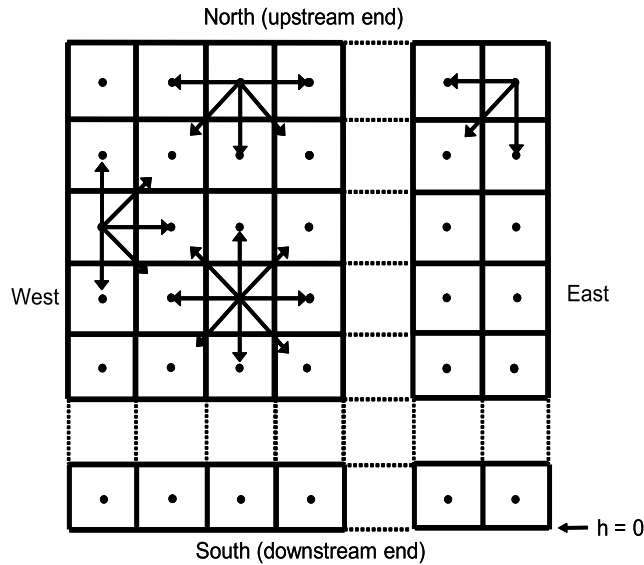 North (upstream end)
West
East
h = 0
South (downstream end)